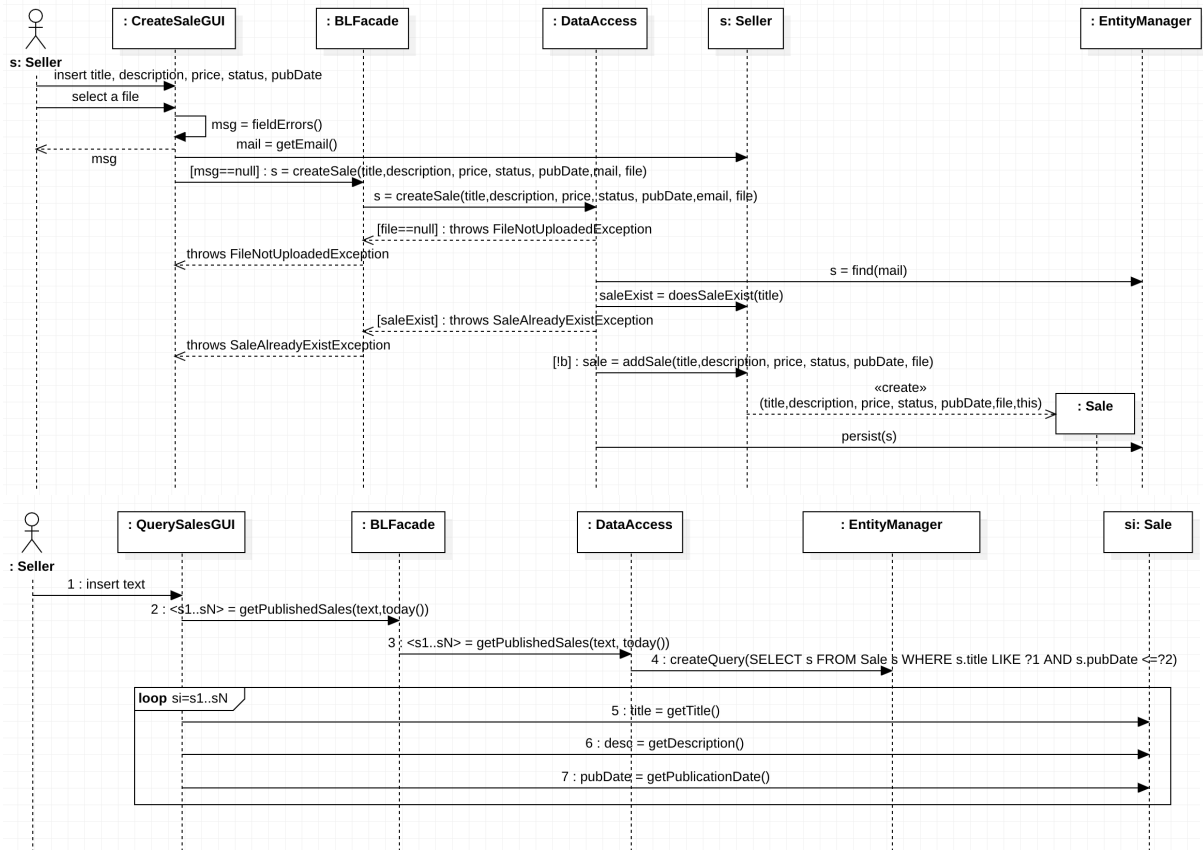 : CreateSaleGUI
: BLFacade
: DataAccess
s: Seller
: EntityManager
s: Seller
insert title, description, price, status, pubDate
select a file
msg = fieldErrors()
mail = getEmail()
msg
[msg==null] : s = createSale(title,description, price, status, pubDate,mail, file)
s = createSale(title,description, price, status, pubDate,email, file)
[file==null] : throws FileNotUploadedException
throws FileNotUploadedException
s = find(mail)
saleExist = doesSaleExist(title)
[saleExist] : throws SaleAlreadyExistException
throws SaleAlreadyExistException
[!b] : sale = addSale(title,description, price, status, pubDate, file)
«create»
(title,description, price, status, pubDate,file,this)
: Sale
persist(s)
: QuerySalesGUI
: BLFacade
: DataAccess
: EntityManager
si: Sale
: Seller
1 : insert text
2 : <s1..sN> = getPublishedSales(text,today())
3 : <s1..sN> = getPublishedSales(text, today())
4 : createQuery(SELECT s FROM Sale s WHERE s.title LIKE ?1 AND s.pubDate <=?2)
loop si=s1..sN
5 : title = getTitle()
6 : desc = getDescription()
7 : pubDate = getPublicationDate()